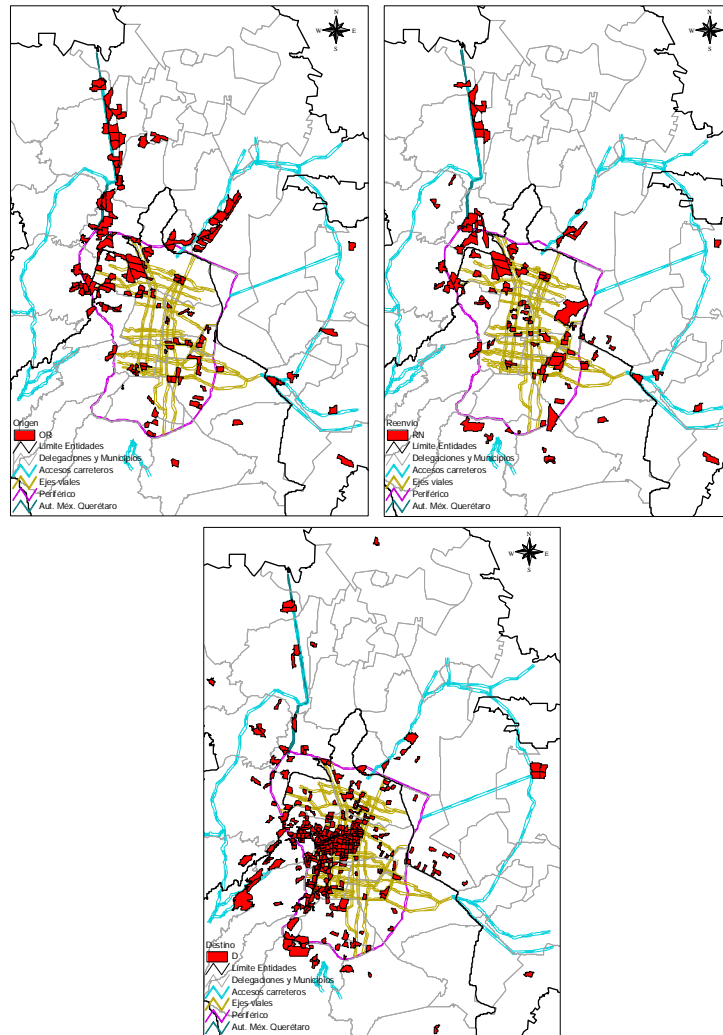 N
W E
S
Origen
OR
Límite Entidades
Delegaciones y Municipios
Accesos carreteros
Ejes viales
Periférico
Aut. Méx. Querétaro
N
W E
S
Reenvio
RN
Límite Entidades
Delegaciones y Municipios
Accesos carreteros
Ejes viales
Periférico
Aut. Méx. Querétaro
N
W E
S
Destino
D
Límite Entidades
Delegaciones y Municipios
Accesos carreteros
Ejes viales
Periférico
Aut. Méx. Querétaro